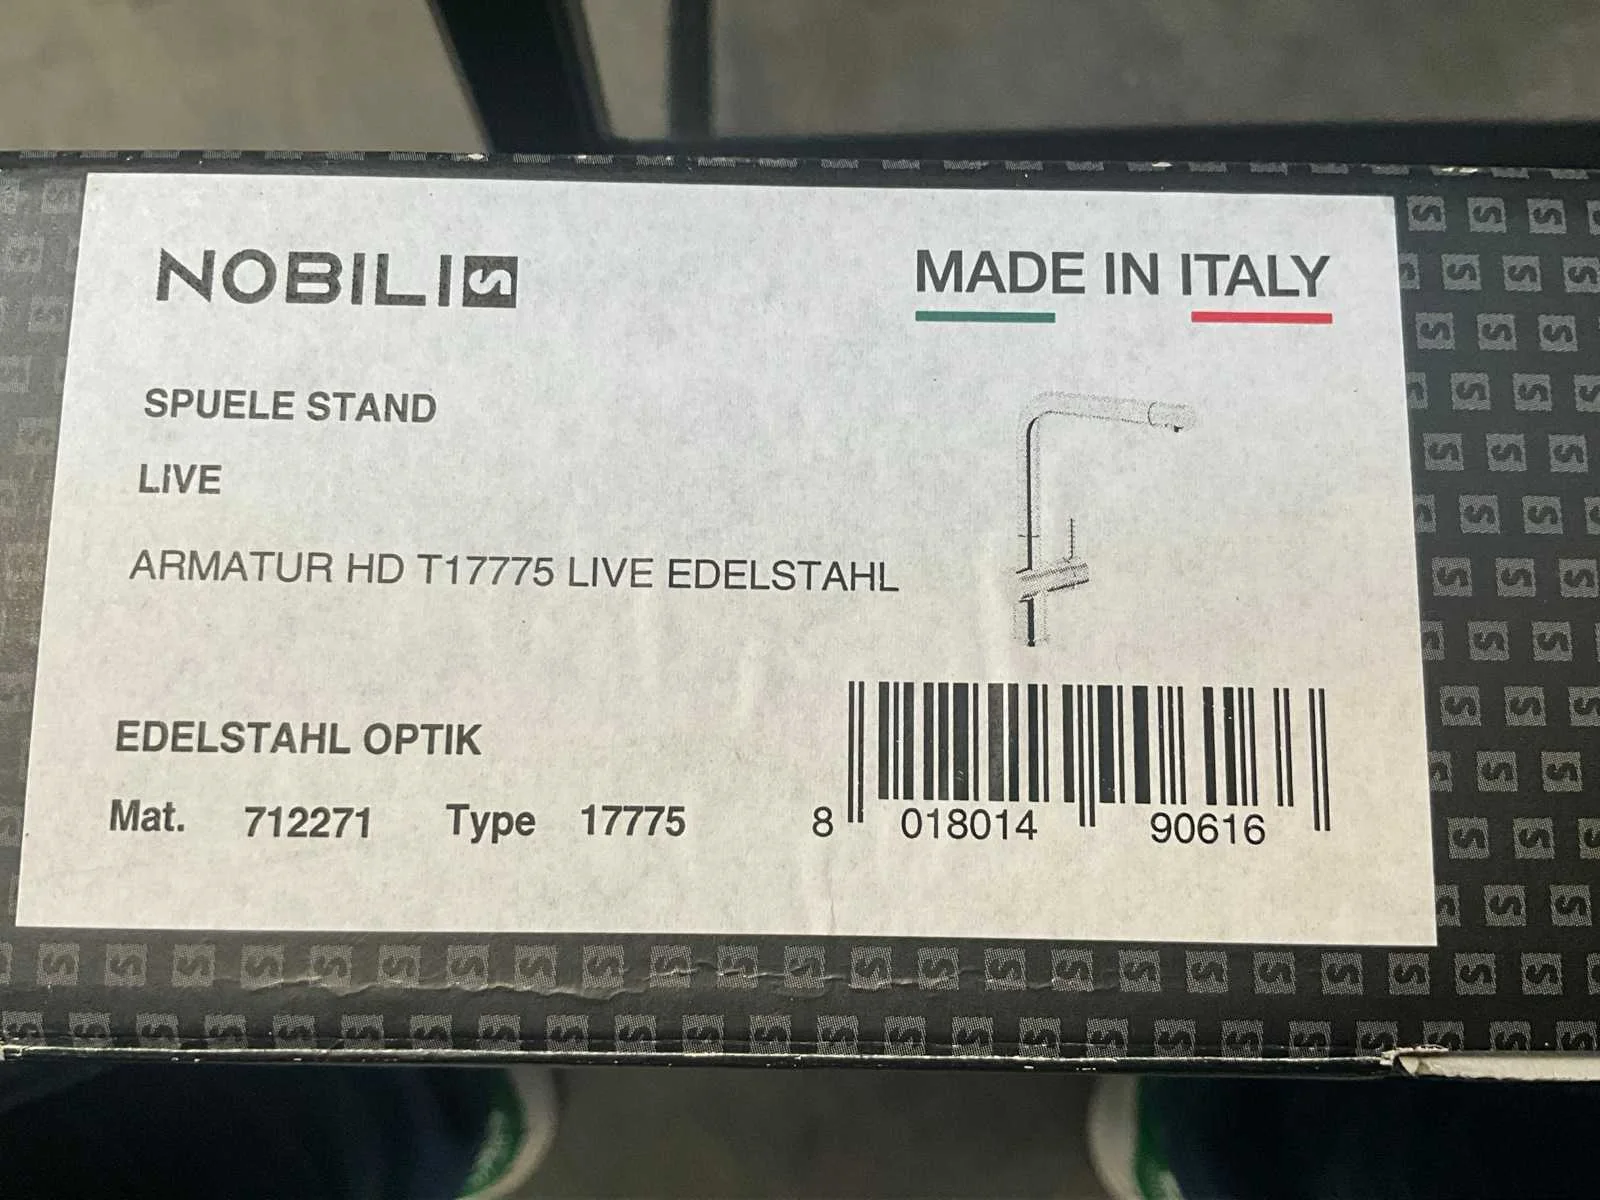 NOBILI
MADE IN ITALY
SPUELE STAND
LIVE
ARMATUR HD T17775 LIVE EDELSTAHL
EDELSTAHL OPTIK
Mat. 712271 Type 17775
8 018014 90616